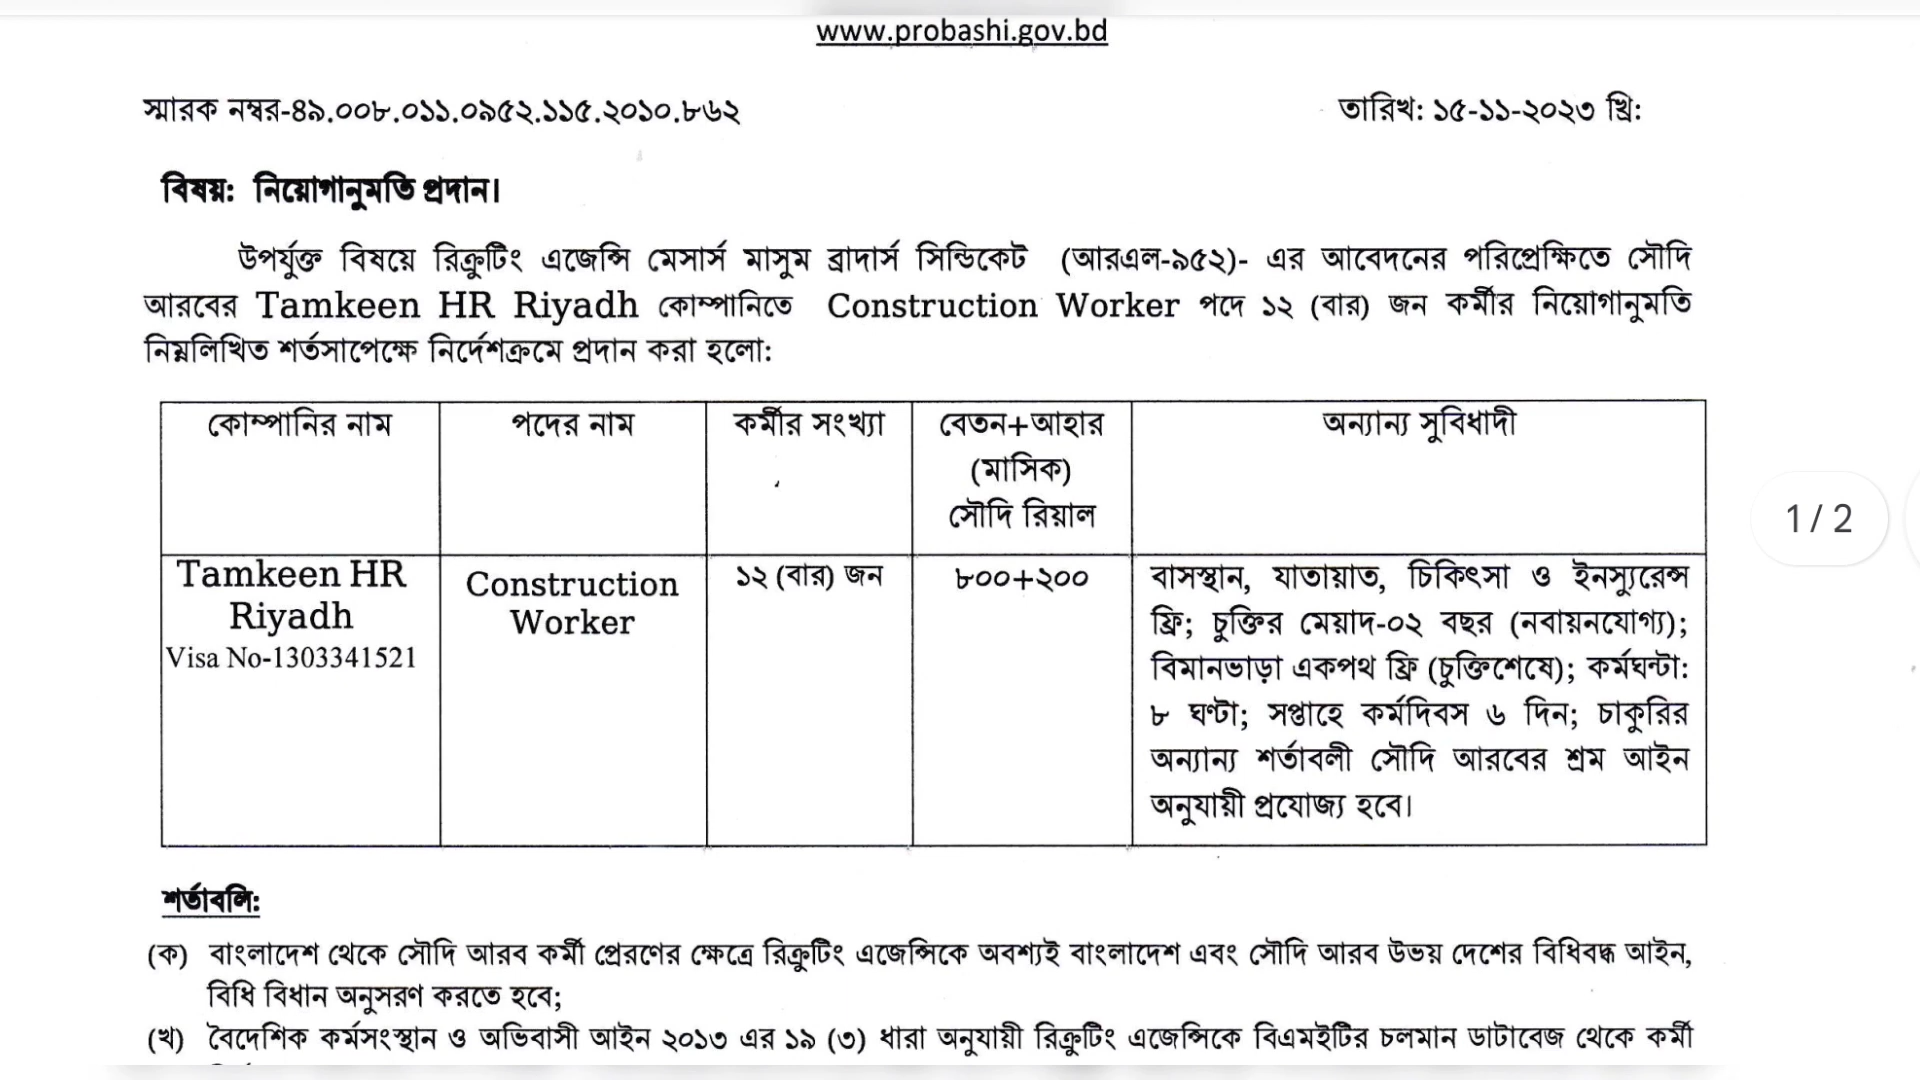 www.probashi.gov.bd
স্মারক নম্বর-৪৯.০০৮.০১১.০৯৫২.১১৫.২০১০.৮৬২
তারিখ: ১৫-১১-২০২৩ খ্রি:
বিষয়: নিয়োগানুমতি প্রদান।
উপর্যুক্ত বিষয়ে রিক্রুটিং এজেন্সি মেসার্স মাসুম ব্রাদার্স সিন্ডিকেট (আরএল-৯৫২)- এর আবেদনের পরিপ্রেক্ষিতে সৌদি
আরবের Tamkeen HR Riyadh কোম্পানিতে Construction Worker পদে ১২ (বার) জন কর্মীর নিয়োগানুমতি
নিম্নলিখিত শর্তসাপেক্ষে নির্দেশক্রমে প্রদান করা হলো:
কোম্পানির নাম
পদের নাম
কর্মীর সংখ্যা
বেতন+আহার
(মাসিক)
সৌদি রিয়াল
অন্যান্য সুবিধাদী
Tamkeen HR
Riyadh
Visa No-1303341521
Construction
Worker
১২ (বার) জন
৮০০+২০০
বাসস্থান, যাতায়াত, চিকিৎসা ও ইনস্যুরেন্স
ফ্রি; চুক্তির মেয়াদ-০২ বছর (নবায়নযোগ্য);
বিমানভাড়া একপথ ফ্রি (চুক্তিশেষে); কর্মঘন্টা:
৮ ঘণ্টা; সপ্তাহে কর্মদিবস ৬ দিন; চাকুরির
অন্যান্য শর্তাবলী সৌদি আরবের শ্রম আইন
অনুযায়ী প্রযোজ্য হবে।
1 / 2
শর্তাবলি:
(ক) বাংলাদেশ থেকে সৌদি আরব কর্মী প্রেরণের ক্ষেত্রে রিক্রুটিং এজেন্সিকে অবশ্যই বাংলাদেশ এবং সৌদি আরব উভয় দেশের বিধিবদ্ধ আইন,
বিধি বিধান অনুসরণ করতে হবে;
(খ) বৈদেশিক কর্মসংস্থান ও অভিবাসী আইন ২০১৩ এর ১৯ (৩) ধারা অনুযায়ী রিক্রুটিং এজেন্সিকে বিএমইটির চলমান ডাটাবেজ থেকে কর্মী